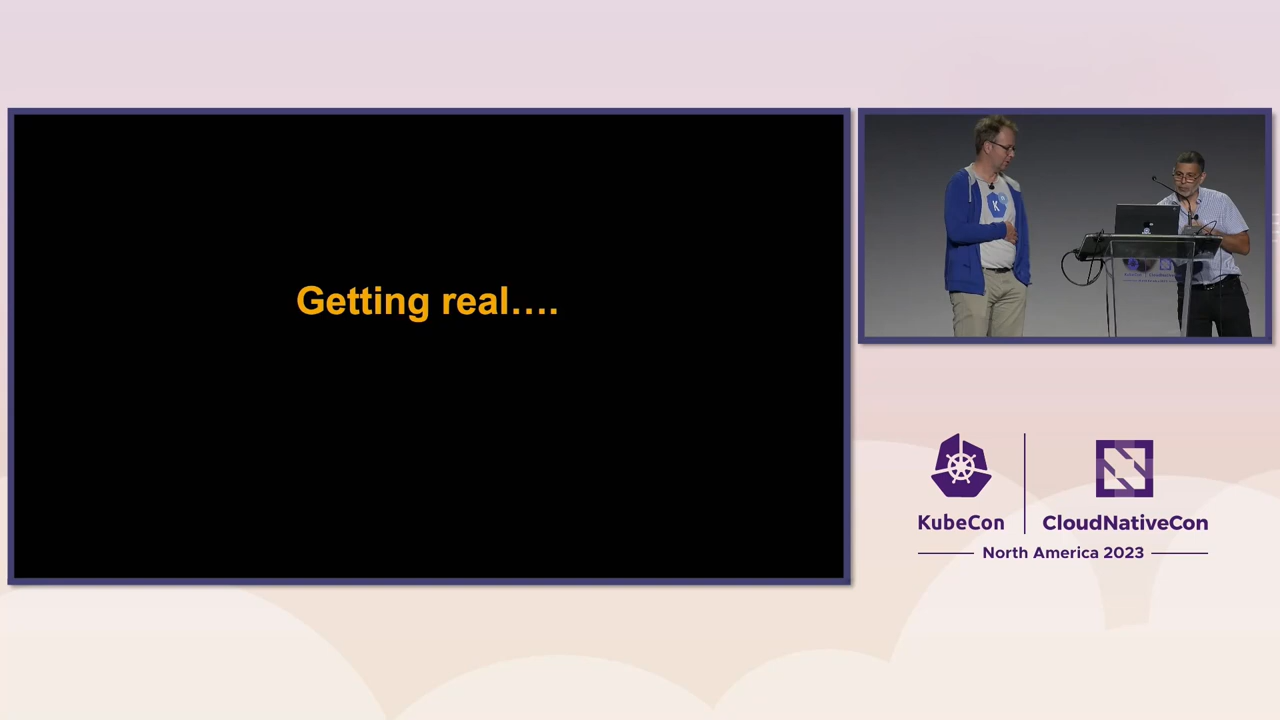 Getting real….
K
KubeCon
CloudNativeCon
North America 2023